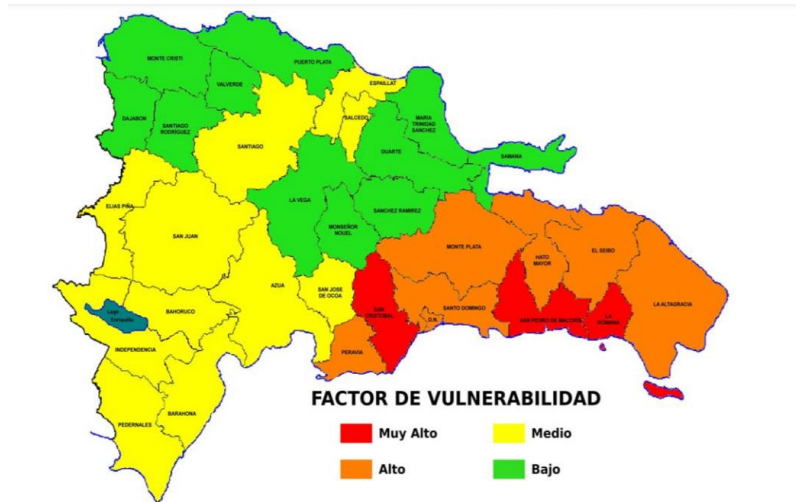 MONTE CRISTI
PUERTO PLATA
VALVERDE
ESPAILLAT
DAJABON
SANTIAGO
RODRÍGUEZ
SALCEDO
MARIA
TRINIDAD
SANCHEZ
SANTIAGO
DUARTE
SAMANA
ELIAS PIÑA
LA VEGA
SANCHEZ RAMIREZ
SAN JUAN
MONSEÑOR
NOUEL
MONTE PLATA
HATO
MAYOR
EL SEIBO
AZUA
SAN JOSE
DE OCOA
LA ALTAGRACIA
Lago
Enriquillo
BAHORUCO
SAN
CRISTOBAL
D.N.
SANTO DOMINGO
SAN PEDRO DE MACORIS
LA
ROMANA
INDEPENDENCIA
PERAVIA
PEDERNALES
BARAHONA
FACTOR DE VULNERABILIDAD
Muy Alto
Medio
Alto
Bajo